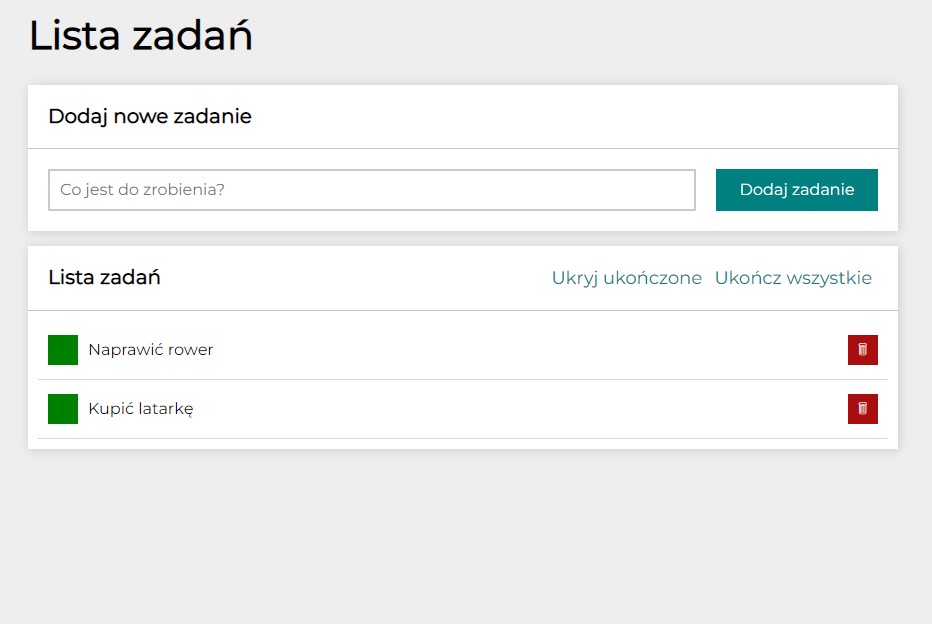 Lista zadań
Dodaj nowe zadanie
Co jest do zrobienia?
Dodaj zadanie
Lista zadań
Ukryj ukończone
Ukończ wszystkie
Naprawić rower
Kupić latarkę